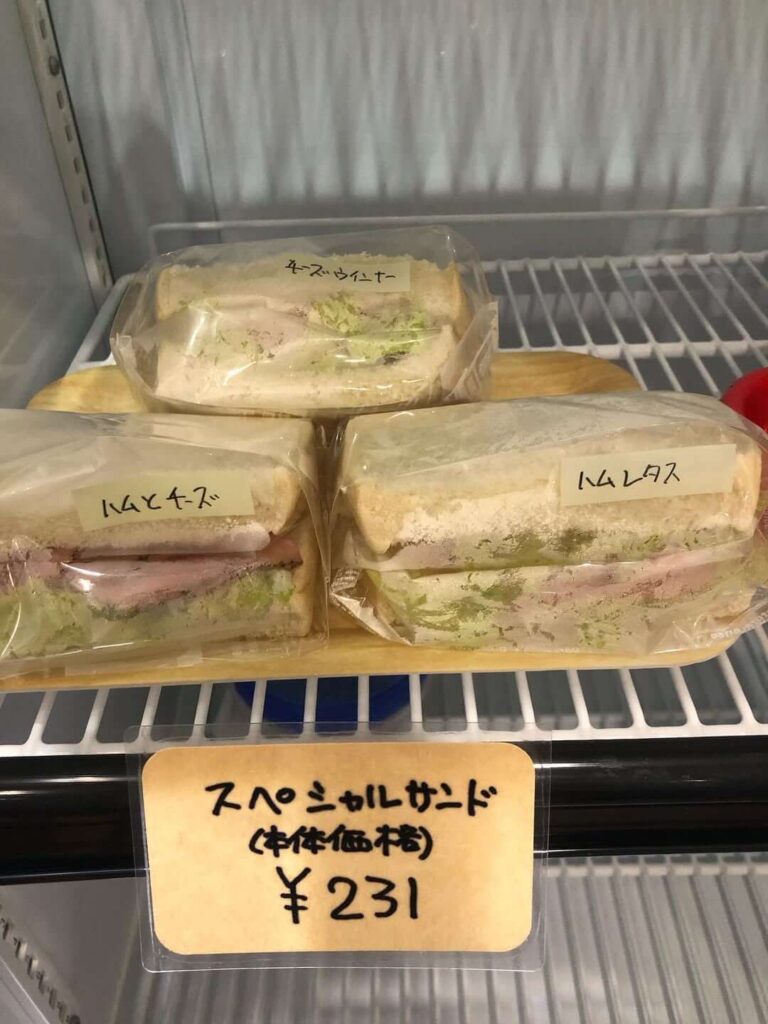 チーズウインナー
ハムとチーズ
ハムレタス
スペシャルサンド
(本体価格)
¥231